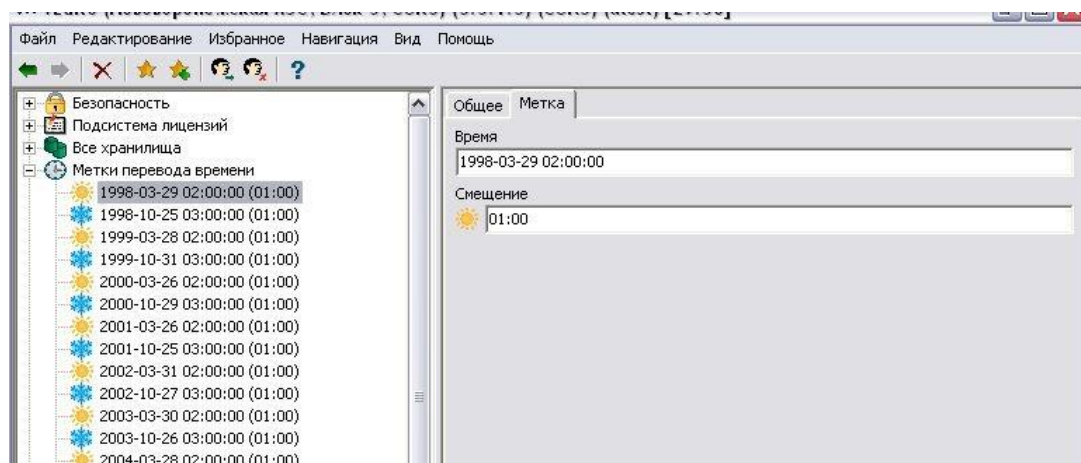 Файл Редактирование Избранное Навигация Вид Помощь
Безопасность
Подсистема лицензий
Все хранилища
Метки перевода времени
1998-03-29 02:00:00 (01:00)
1998-10-25 03:00:00 (01:00)
1999-03-28 02:00:00 (01:00)
1999-10-31 03:00:00 (01:00)
2000-03-26 02:00:00 (01:00)
2000-10-29 03:00:00 (01:00)
2001-03-26 02:00:00 (01:00)
2001-10-25 03:00:00 (01:00)
2002-03-31 02:00:00 (01:00)
2002-10-27 03:00:00 (01:00)
2003-03-30 02:00:00 (01:00)
2003-10-26 03:00:00 (01:00)
2004-03-28 02:00:00 (01:00)
Общее Метка
Время
1998-03-29 02:00:00
Смещение
01:00